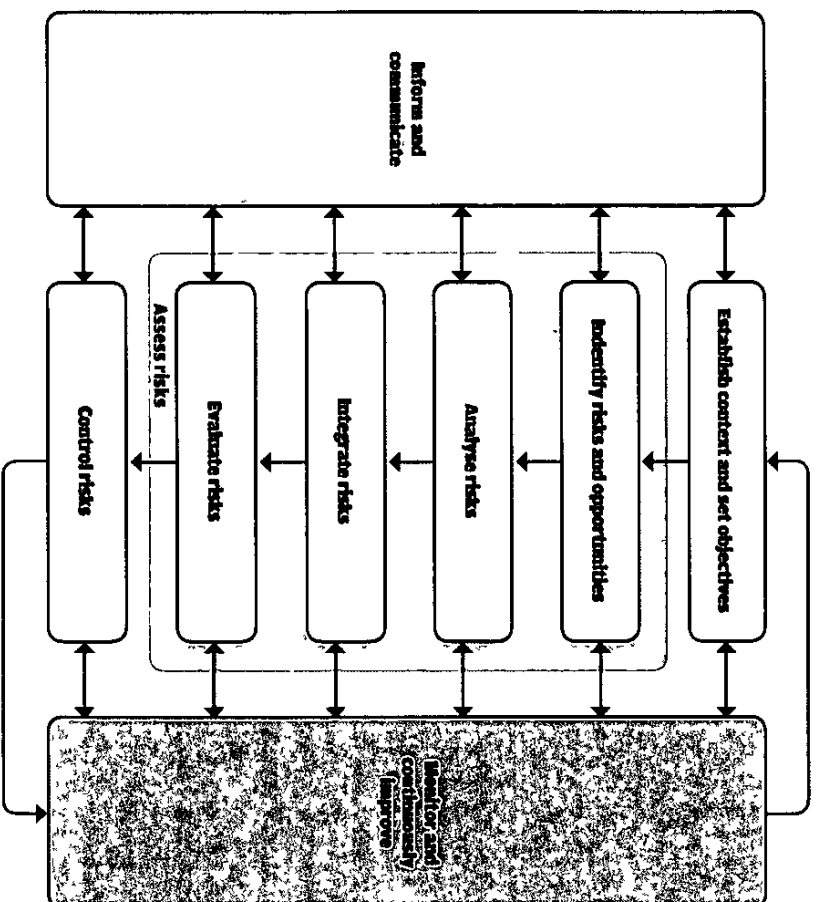 Inform and
communicate
Establish context and set objectives
Indentify risks and opportunities
Analyse risks
Integrate risks
Evaluate risks
Assess risks
Control risks
Monitor and
continuously
improve